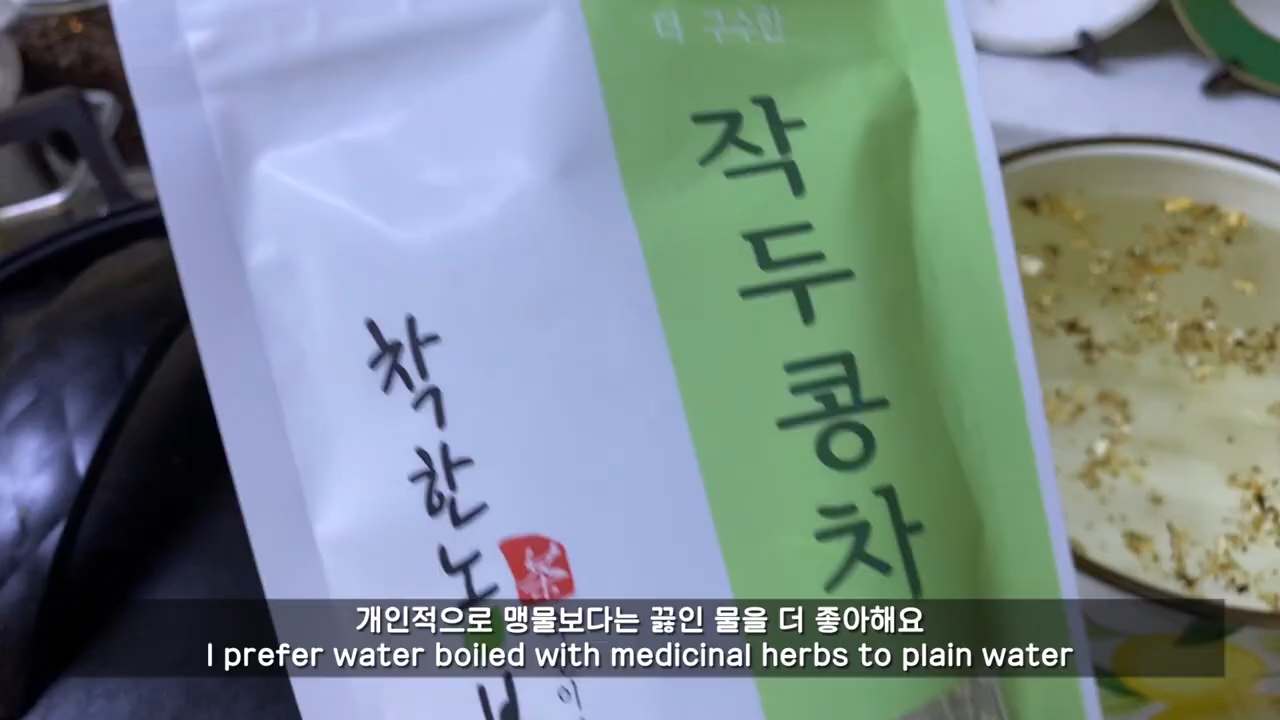 더 구수한
작두콩차
착한노
茶
개인적으로 맹물보다는 끓인 물을 더 좋아해요
I prefer water boiled with medicinal herbs to plain water